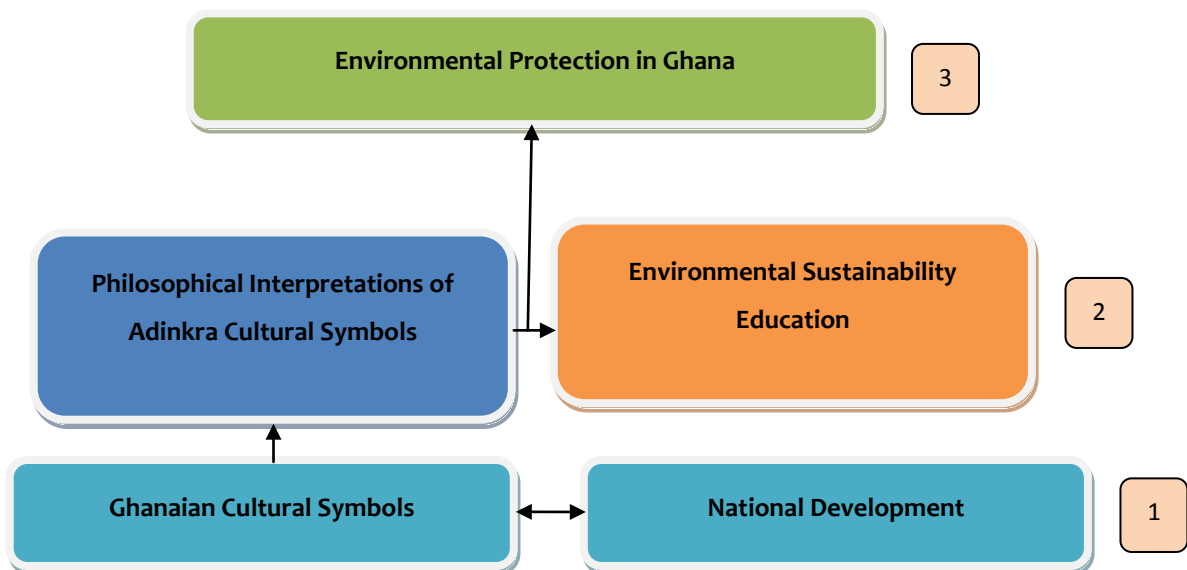 Environmental Protection in Ghana
3
Philosophical Interpretations of
Adinkra Cultural Symbols
Environmental Sustainability
Education
2
Ghanaian Cultural Symbols
National Development
1